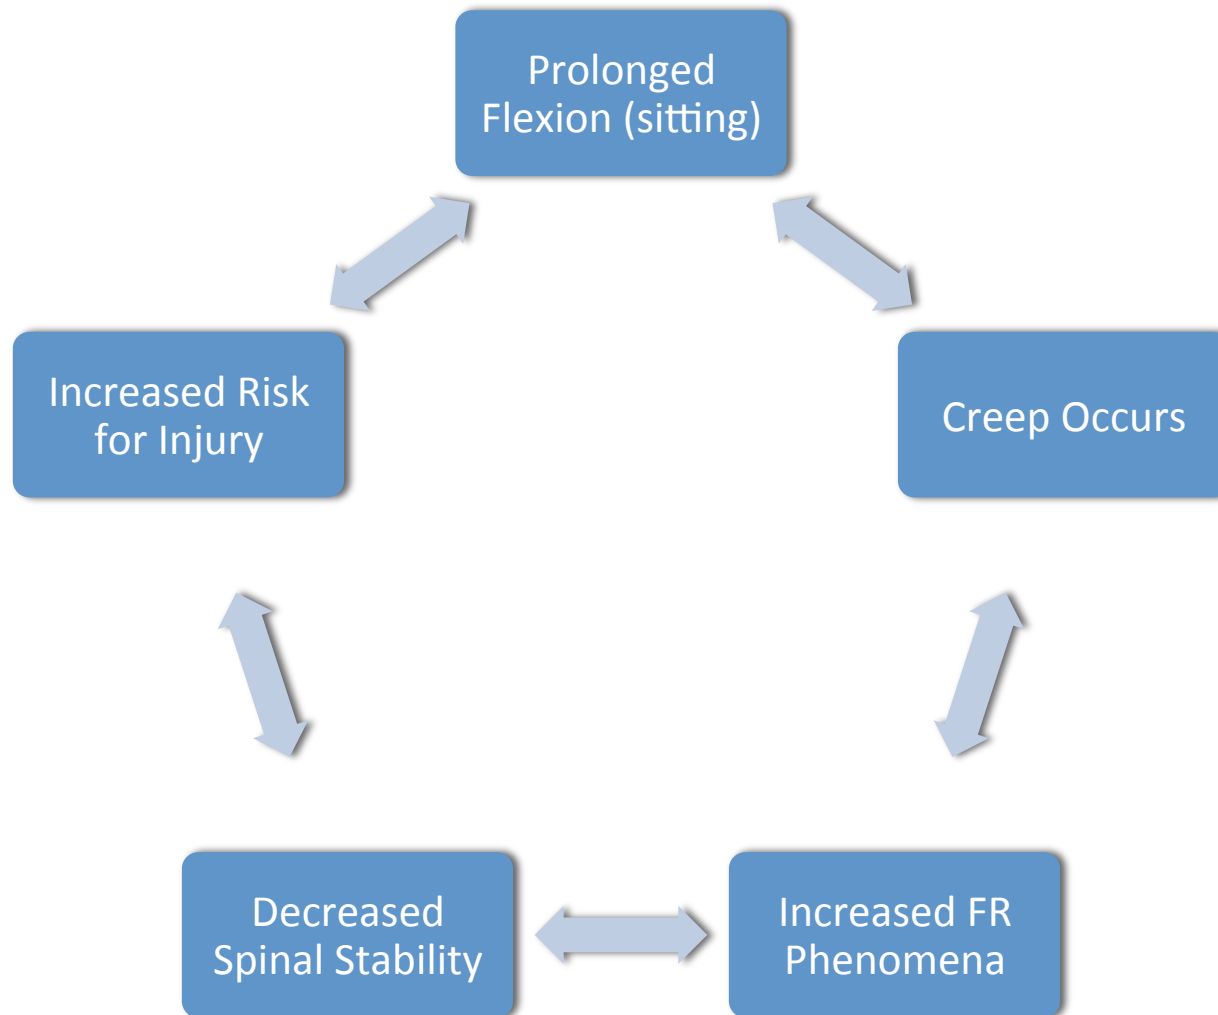 Prolonged
Flexion (sitting)
Creep Occurs
Increased FR
Phenomena
Decreased
Spinal Stability
Increased Risk
for Injury